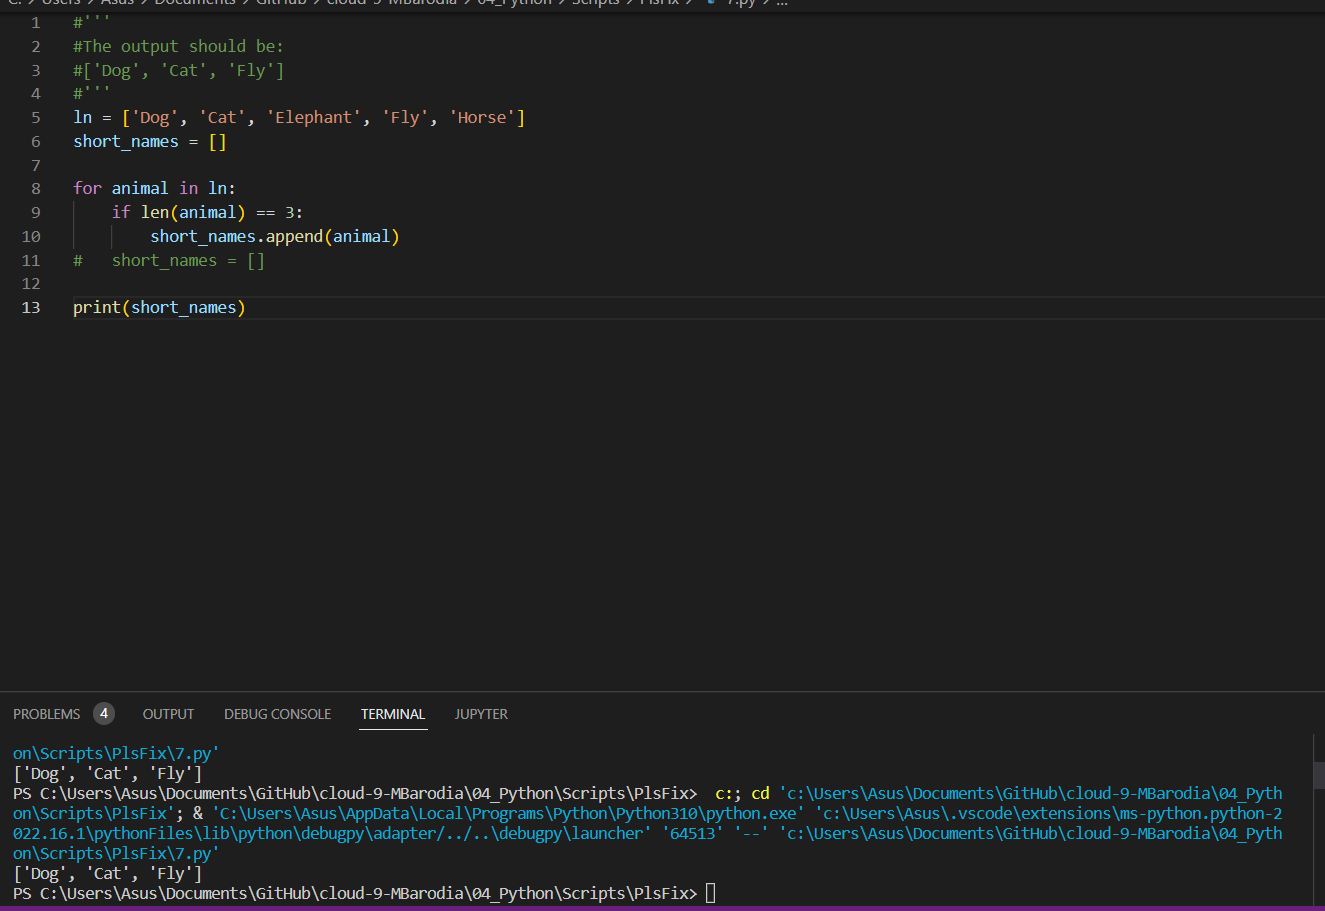 C: > Users > Asus > Documents > GitHub > cloud-9-MBarodia > 04_Python > Scripts > PlsFix > 7.py > ...
1 #'''
2 #The output should be:
3 #['Dog', 'Cat', 'Fly']
4 #'''
5 ln = ['Dog', 'Cat', 'Elephant', 'Fly', 'Horse']
6 short_names = []
7
8 for animal in ln:
9     if len(animal) == 3:
10         short_names.append(animal)
11 #   short_names = []
12
13 print(short_names)
PROBLEMS 4 OUTPUT DEBUG CONSOLE TERMINAL JUPYTER
on\Scripts\PlsFix\7.py'
['Dog', 'Cat', 'Fly']
PS C:\Users\Asus\Documents\GitHub\cloud-9-MBarodia\04_Python\Scripts\PlsFix>  c:; cd 'c:\Users\Asus\Documents\GitHub\cloud-9-MBarodia\04_Pyth
on\Scripts\PlsFix'; & 'C:\Users\Asus\AppData\Local\Programs\Python\Python310\python.exe' 'c:\Users\Asus\.vscode\extensions\ms-python.python-2
022.16.1\pythonFiles\lib\python\debugpy\adapter/../..\debugpy\launcher' '64513' '--' 'c:\Users\Asus\Documents\GitHub\cloud-9-MBarodia\04_Pyth
on\Scripts\PlsFix\7.py'
['Dog', 'Cat', 'Fly']
PS C:\Users\Asus\Documents\GitHub\cloud-9-MBarodia\04_Python\Scripts\PlsFix>